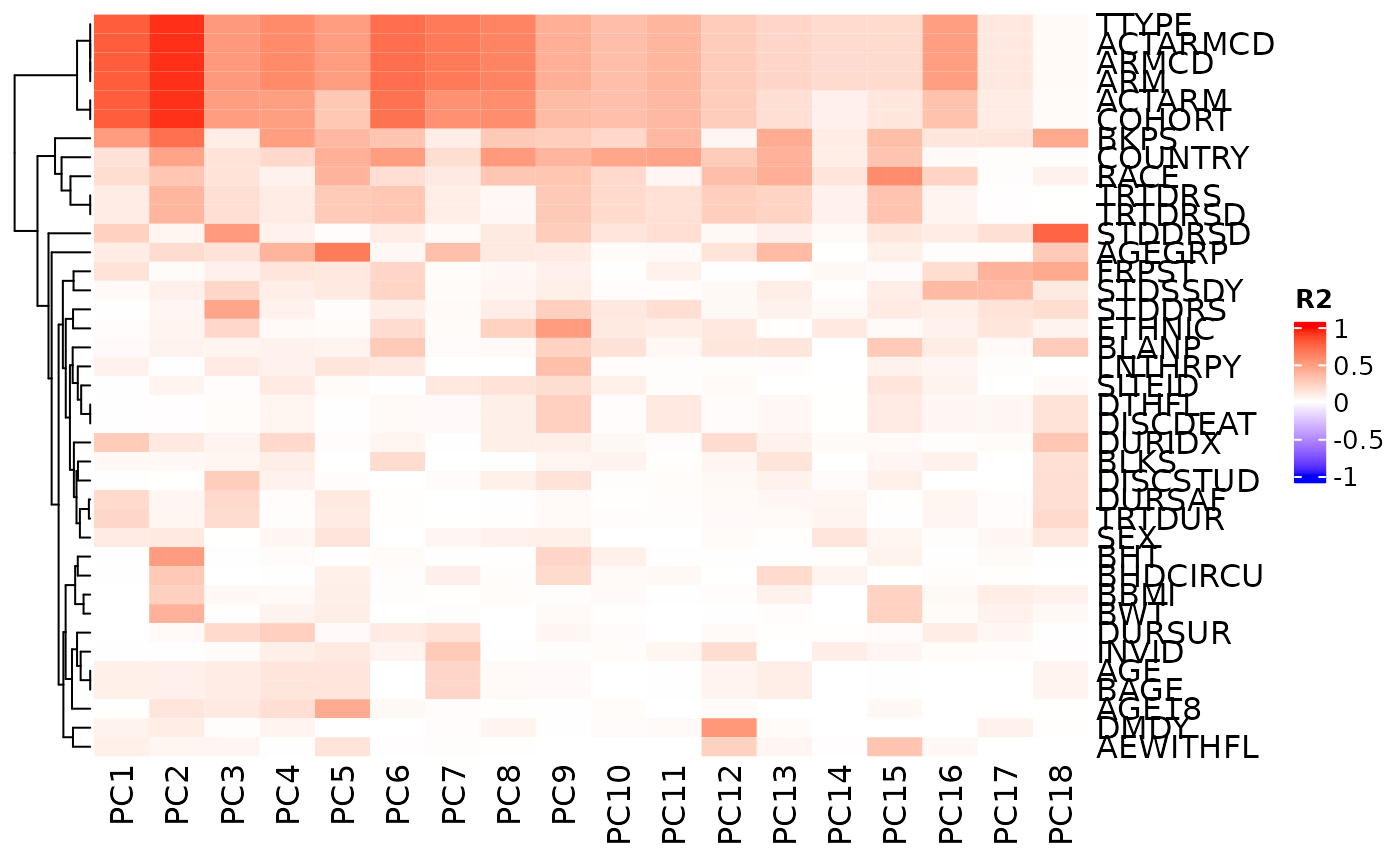 TTYPE
ACTARMCD
ARMCD
ARM
ACTARM
COHORT
BKPS
COUNTRY
RACE
TRTDRS
TRTDRSD
STDDRSD
AGEGRP
ERPST
STDSSDY
STDDRS
ETHNIC
BLANP
LNTHRPY
SITEID
DTHFL
DISCDEAT
DURIDX
BLKS
DISCSTUD
DURSAF
TRTDUR
SEX
BHT
BHDCIRCU
BBMI
BWT
DURSUR
INVID
AGE
BAGE
AGE18
DMDY
AEWITHFL
R2
1
0.5
0
-0.5
-1
PC1 PC2 PC3 PC4 PC5 PC6 PC7 PC8 PC9 PC10 PC11 PC12 PC13 PC14 PC15 PC16 PC17 PC18